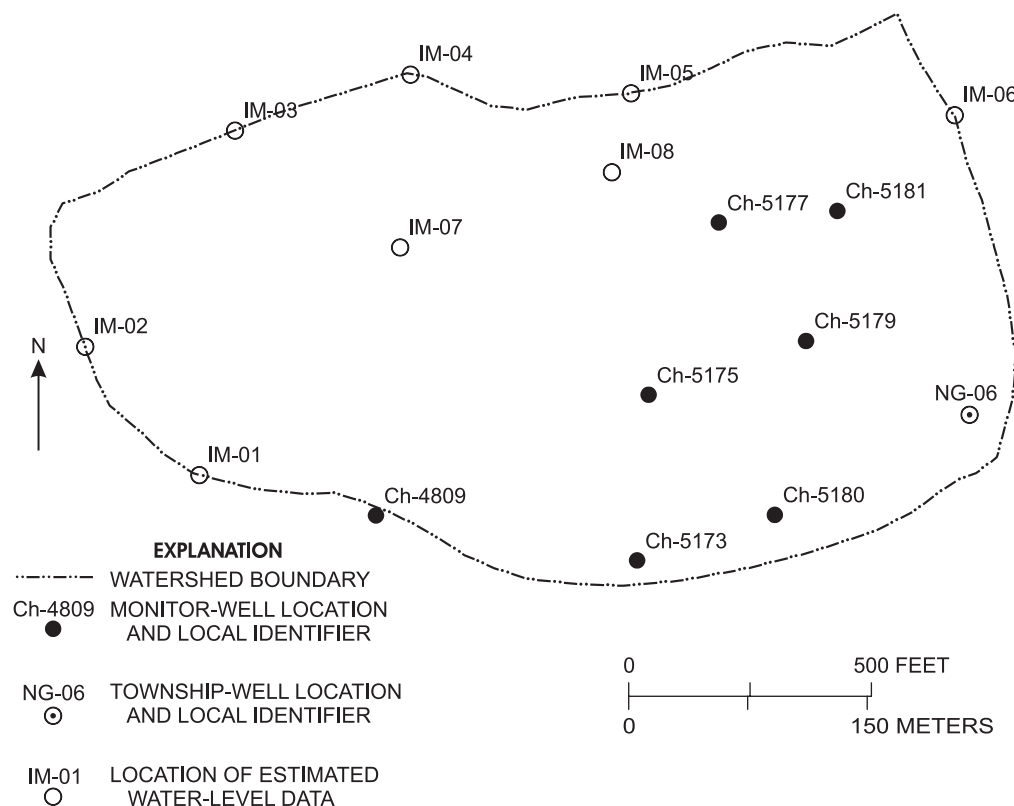 IM-04
IM-05
IM-06
IM-03
IM-08
Ch-5177
Ch-5181
IM-07
IM-02
Ch-5179
N
Ch-5175
NG-06
IM-01
Ch-4809
Ch-5180
Ch-5173
EXPLANATION
WATERSHED BOUNDARY
Ch-4809 MONITOR-WELL LOCATION
AND LOCAL IDENTIFIER
NG-06 TOWNSHIP-WELL LOCATION
AND LOCAL IDENTIFIER
IM-01 LOCATION OF ESTIMATED
WATER-LEVEL DATA
0 500 FEET
0 150 METERS